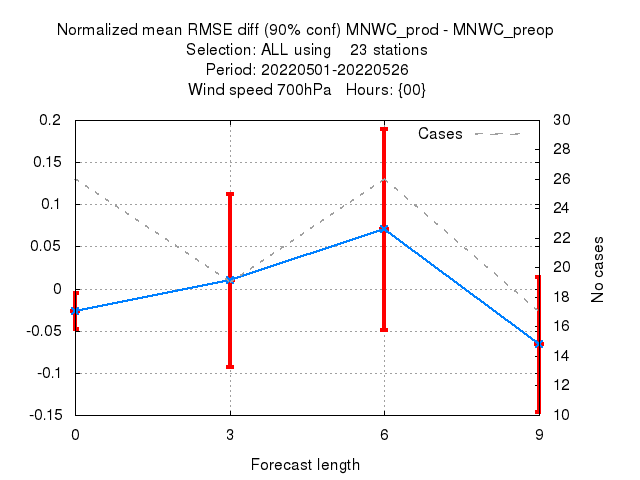 Normalized mean RMSE diff (90% conf) MNWC_prod - MNWC_preop
Selection: ALL using    23 stations
Period: 20220501-20220526
Wind speed 700hPa   Hours: {00}
Cases
0.2
0.15
0.1
0.05
0
-0.05
-0.1
-0.15
30
28
26
24
22
20
18
16
14
12
10
No cases
0 3 6 9
Forecast length